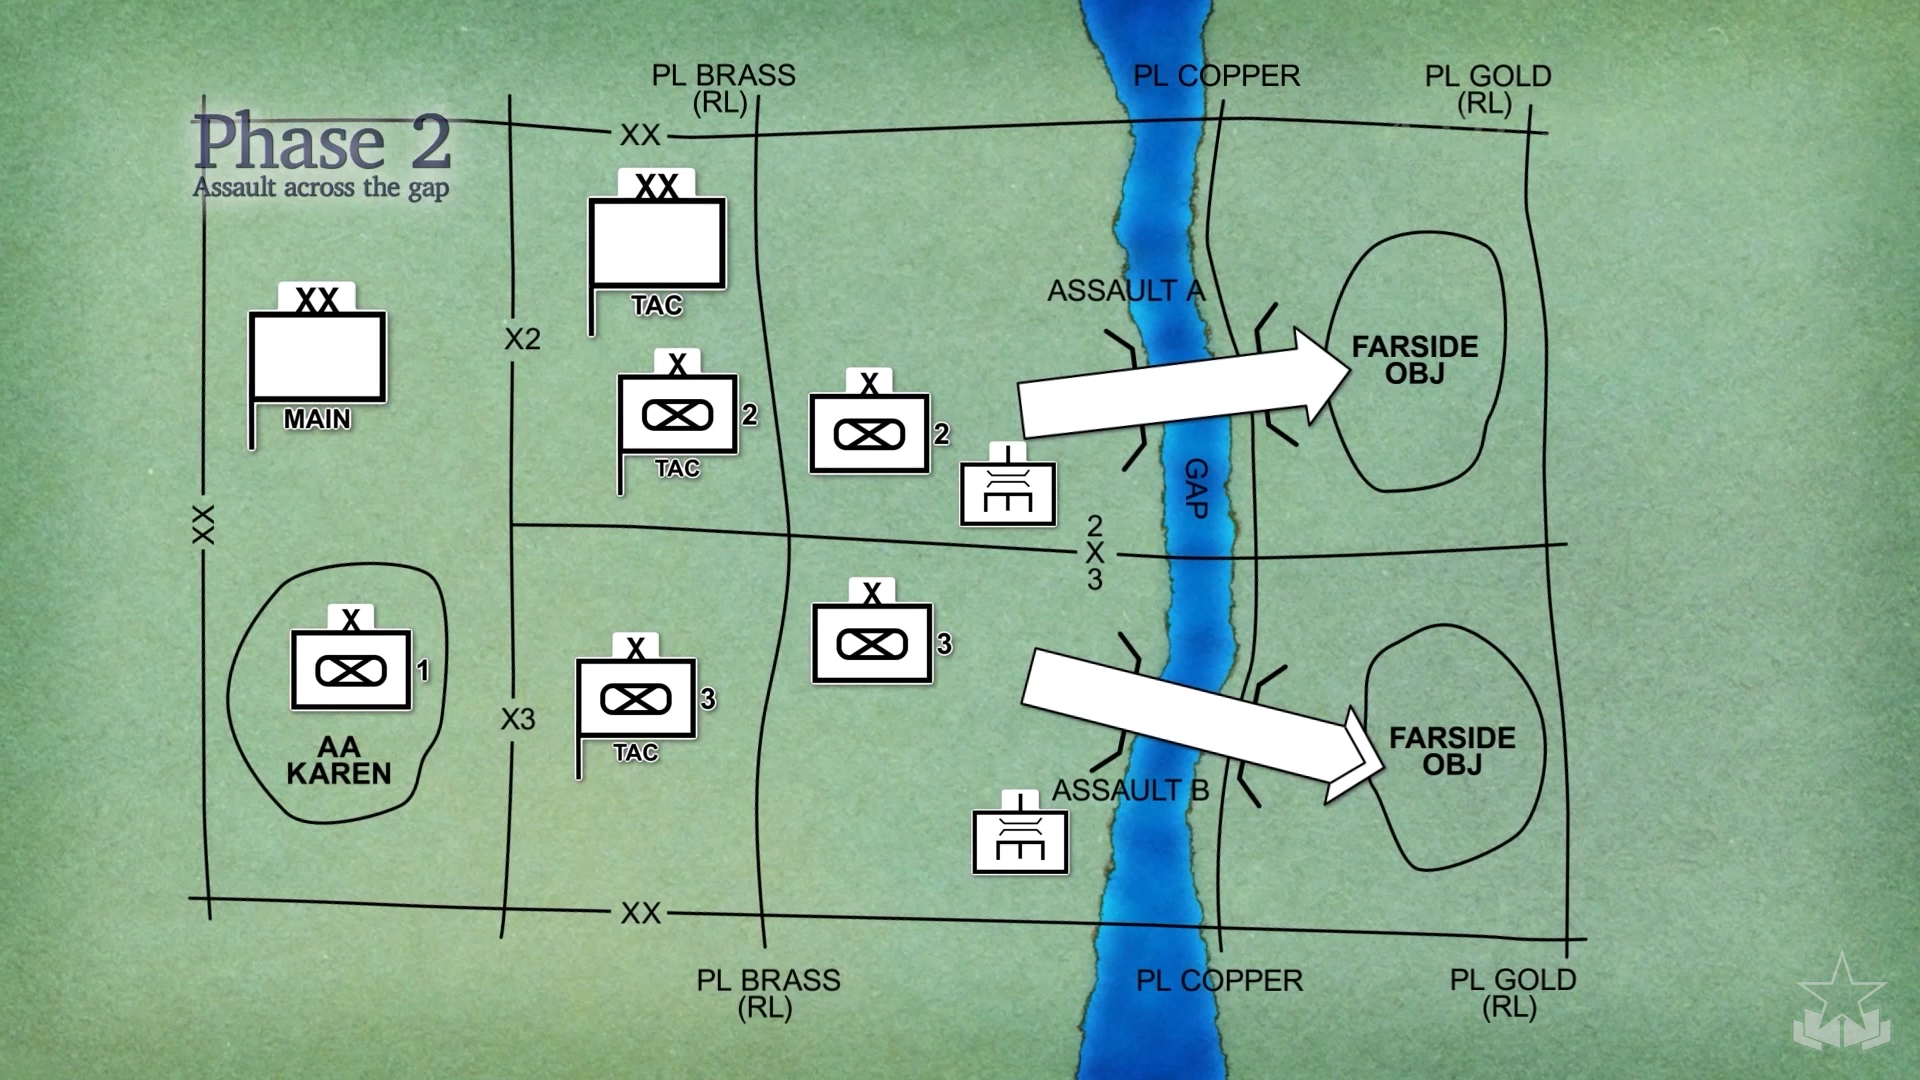 PL BRASS
(RL)
PL COPPER
PL GOLD
(RL)
Phase 2
Assault across the gap
XX
XX
TAC
XX
MAIN
X2
ASSAULT A
X
2
TAC
X
2
I
E
FARSIDE
OBJ
GAP
XX
2
X
3
X
1
AA
KAREN
X3
X
3
TAC
X
3
ASSAULT B
I
E
FARSIDE
OBJ
XX
PL BRASS
(RL)
PL COPPER
PL GOLD
(RL)